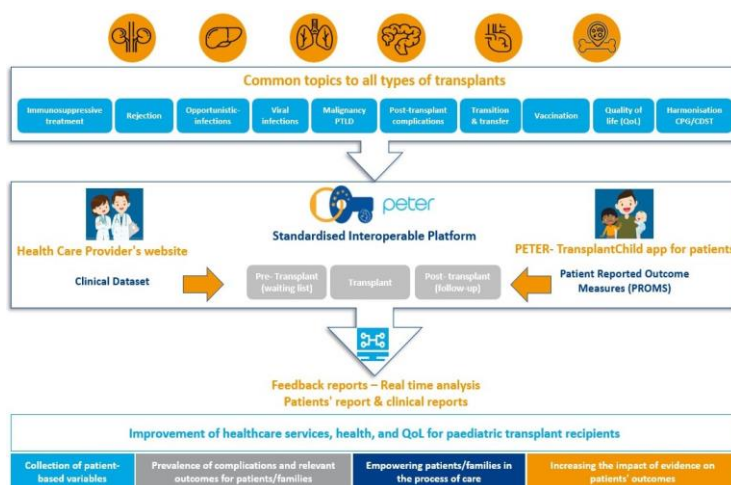 Common topics to all types of transplants
Immunosuppressive
treatment
Rejection
Opportunistic-
infections
Viral
infections
Malignancy
PTLD
Post-transplant
complications
Transition
& transfer
Vaccination
Quality of
life (QoL)
Harmonisation
CPG/CDST
peter
Standardised Interoperable Platform
Health Care Provider's website
Clinical Dataset
Pre- Transplant
(waiting list)
Transplant
Post- transplant
(follow-up)
PETER- TransplantChild app for patients
Patient Reported Outcome
Measures (PROMS)
Feedback reports – Real time analysis
Patients' report & clinical reports
Improvement of healthcare services, health, and QoL for paediatric transplant recipients
Collection of patient-
based variables
Prevalence of complications and relevant
outcomes for patients/families
Empowering patients/families in
the process of care
Increasing the impact of evidence on
patients' outcomes